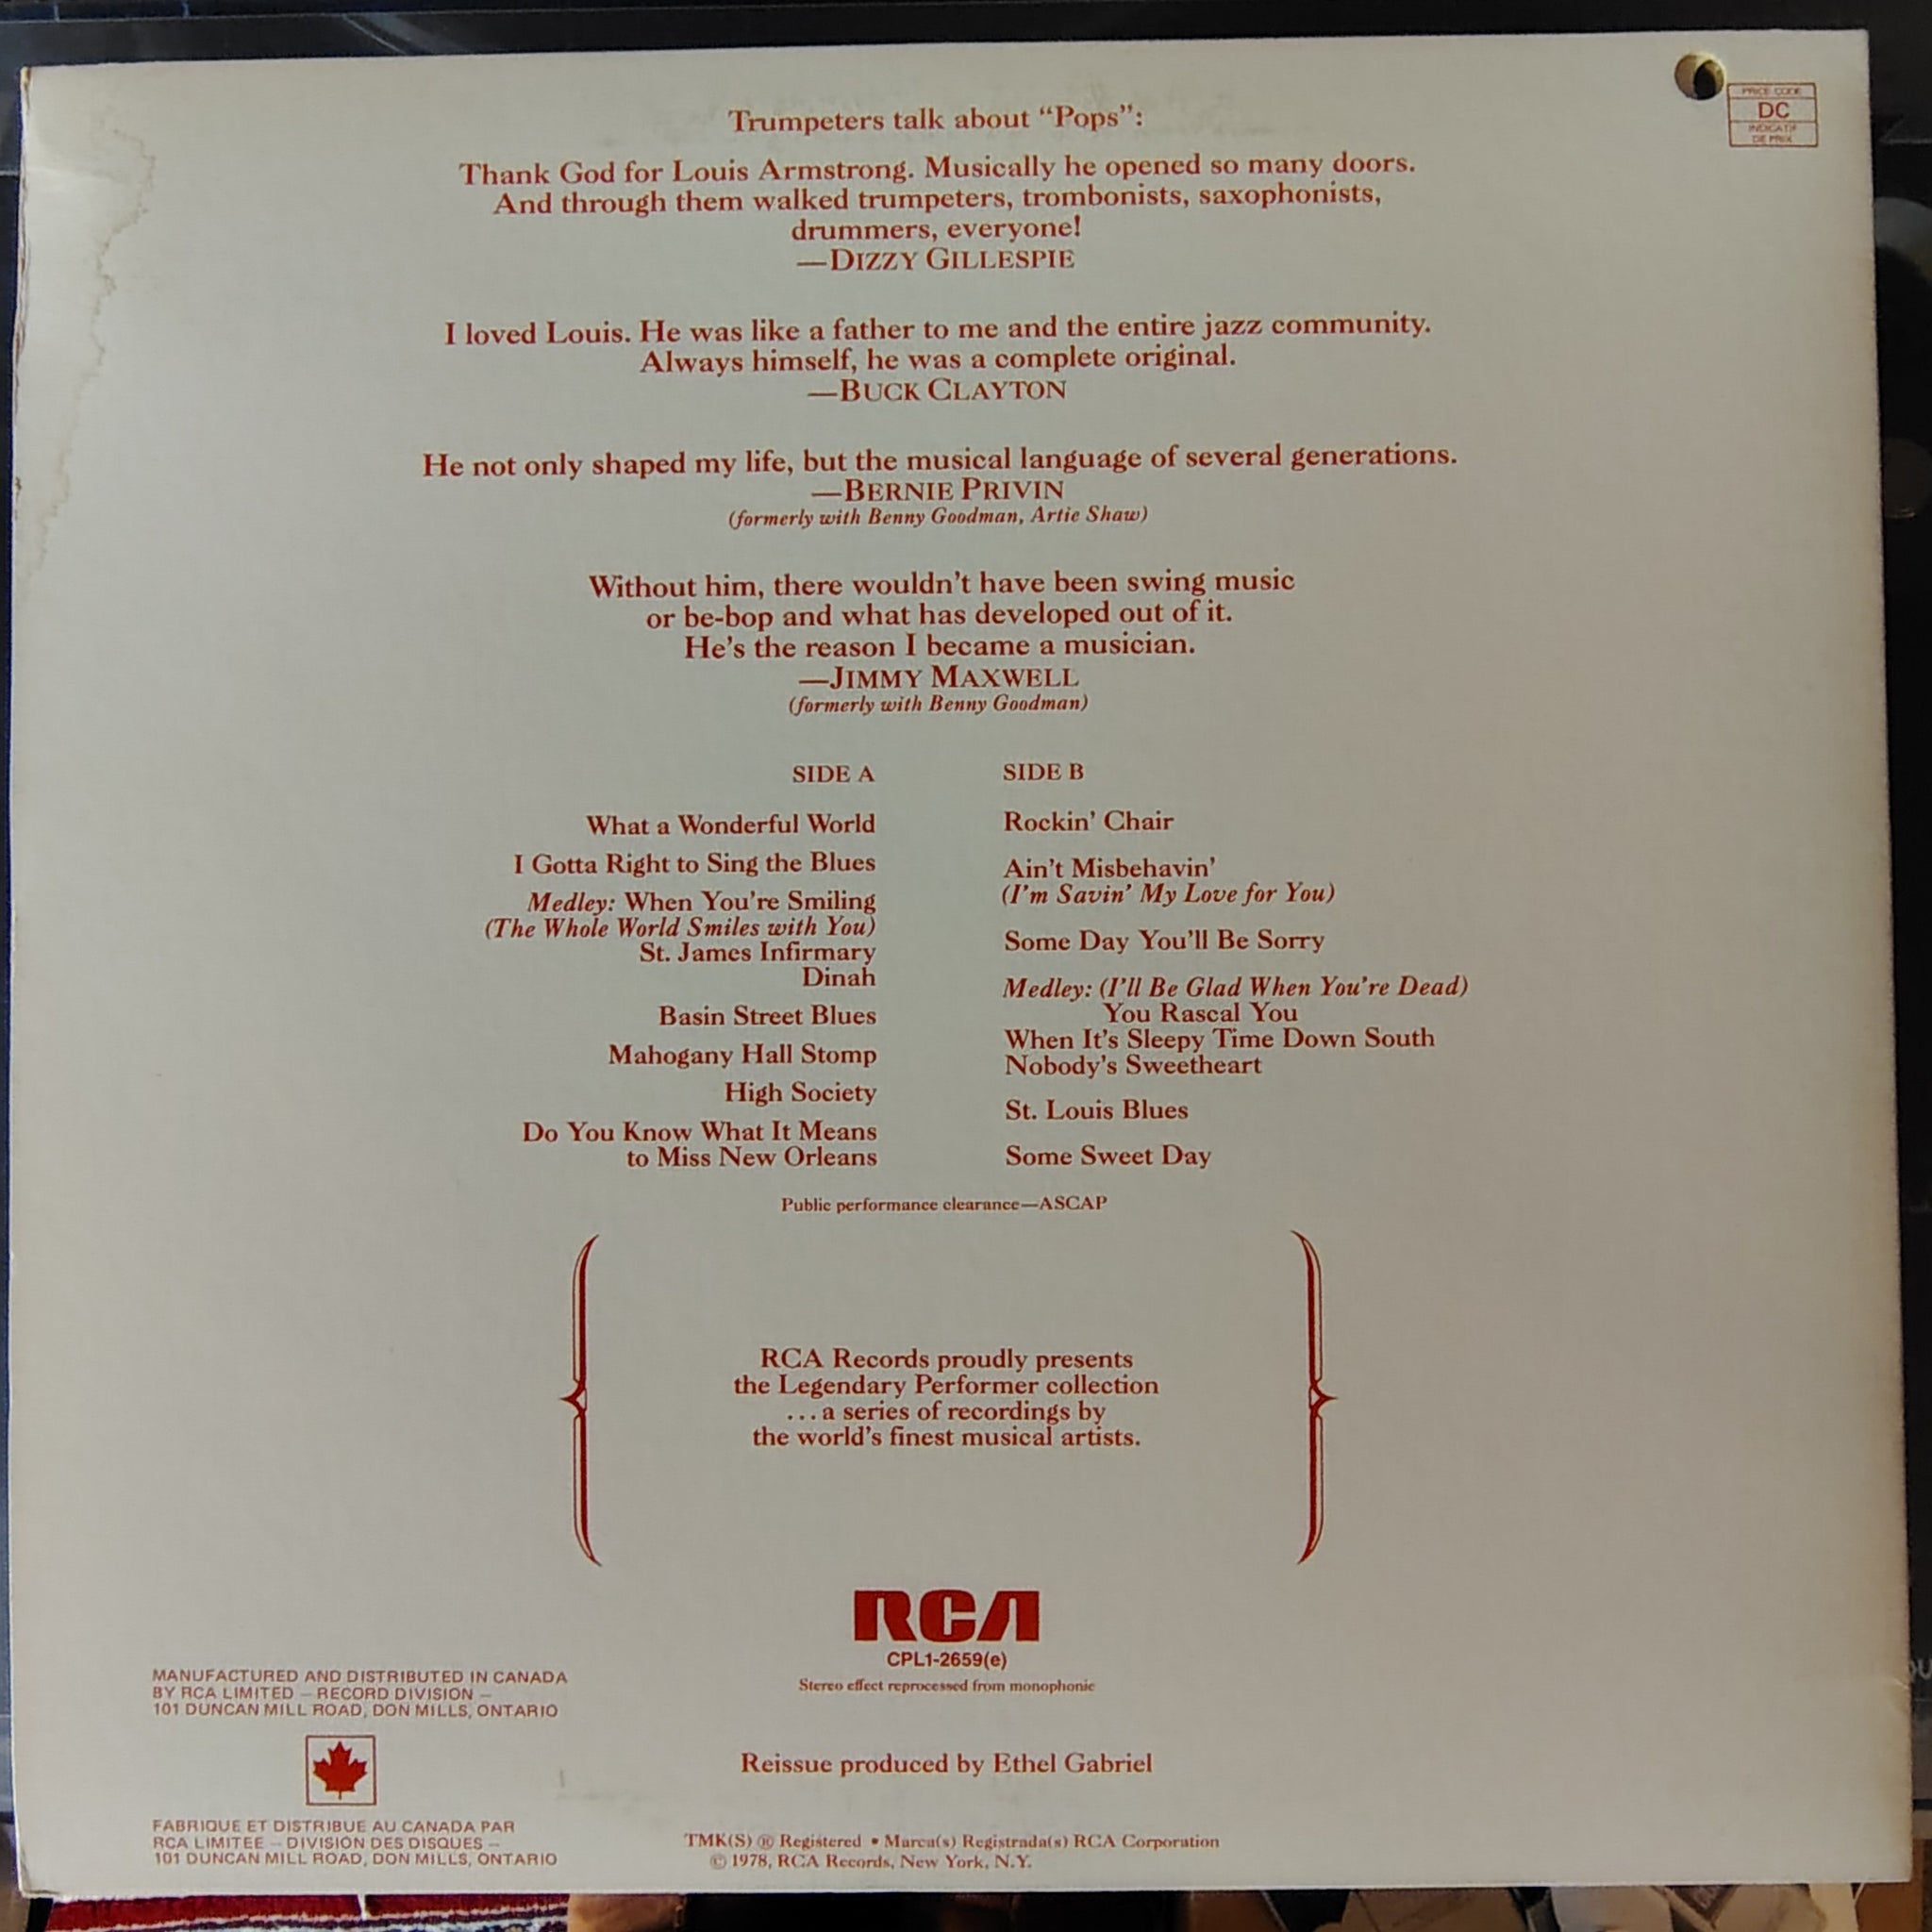 PRICE CODE
DC
INDICATIF
DE PRIX
Trumpeters talk about “Pops”:
Thank God for Louis Armstrong. Musically he opened so many doors.
And through them walked trumpeters, trombonists, saxophonists,
drummers, everyone!
—DIZZY GILLESPIE
I loved Louis. He was like a father to me and the entire jazz community.
Always himself, he was a complete original.
—BUCK CLAYTON
He not only shaped my life, but the musical language of several generations.
—BERNIE PRIVIN
(formerly with Benny Goodman, Artie Shaw)
Without him, there wouldn’t have been swing music
or be-bop and what has developed out of it.
He’s the reason I became a musician.
—JIMMY MAXWELL
(formerly with Benny Goodman)
SIDE A
What a Wonderful World
I Gotta Right to Sing the Blues
Medley: When You’re Smiling
(The Whole World Smiles with You)
St. James Infirmary
Dinah
Basin Street Blues
Mahogany Hall Stomp
High Society
Do You Know What It Means
to Miss New Orleans
SIDE B
Rockin’ Chair
Ain’t Misbehavin’
(I’m Savin’ My Love for You)
Some Day You’ll Be Sorry
Medley: (I’ll Be Glad When You’re Dead)
You Rascal You
When It’s Sleepy Time Down South
Nobody’s Sweetheart
St. Louis Blues
Some Sweet Day
Public performance clearance—ASCAP
RCA Records proudly presents
the Legendary Performer collection
...a series of recordings by
the world’s finest musical artists.
RCA
CPL1-2659(e)
Stereo effect reprocessed from monophonic
MANUFACTURED AND DISTRIBUTED IN CANADA
BY RCA LIMITED – RECORD DIVISION –
101 DUNCAN MILL ROAD, DON MILLS, ONTARIO
Reissue produced by Ethel Gabriel
FABRIQUE ET DISTRIBUE AU CANADA PAR
RCA LIMITEE – DIVISION DES DISQUES –
101 DUNCAN MILL ROAD, DON MILLS, ONTARIO
TMK(S) ® Registered • Marca(s) Registrada(s) RCA Corporation
© 1978, RCA Records, New York, N.Y.